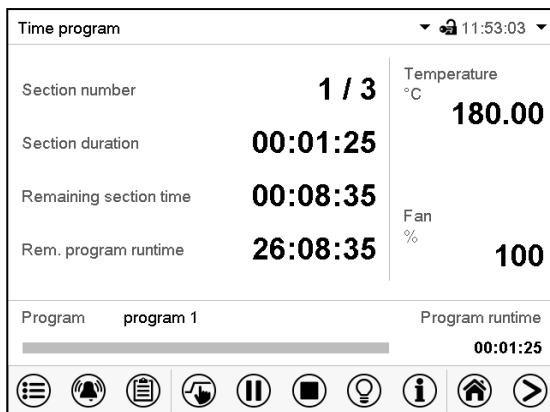 Time program 11:53:03
Section number 1 / 3
Section duration 00:01:25
Remaining section time 00:08:35
Rem. program runtime 26:08:35
Temperature
°C
180.00
Fan
%
100
Program program 1 Program runtime
00:01:25